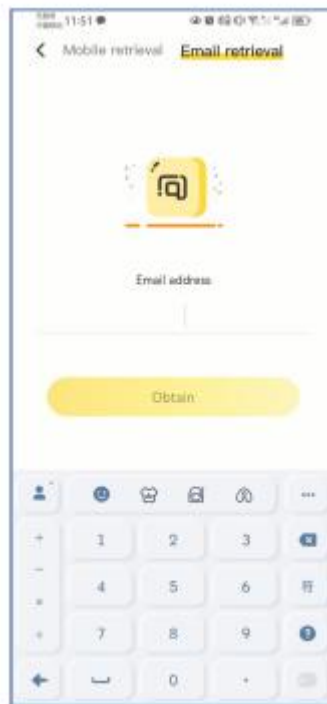 11:51
Mobile retrieval Email retrieval
Email address
Obtain
1 2 3
4 5 6 符
7 8 9
0 .